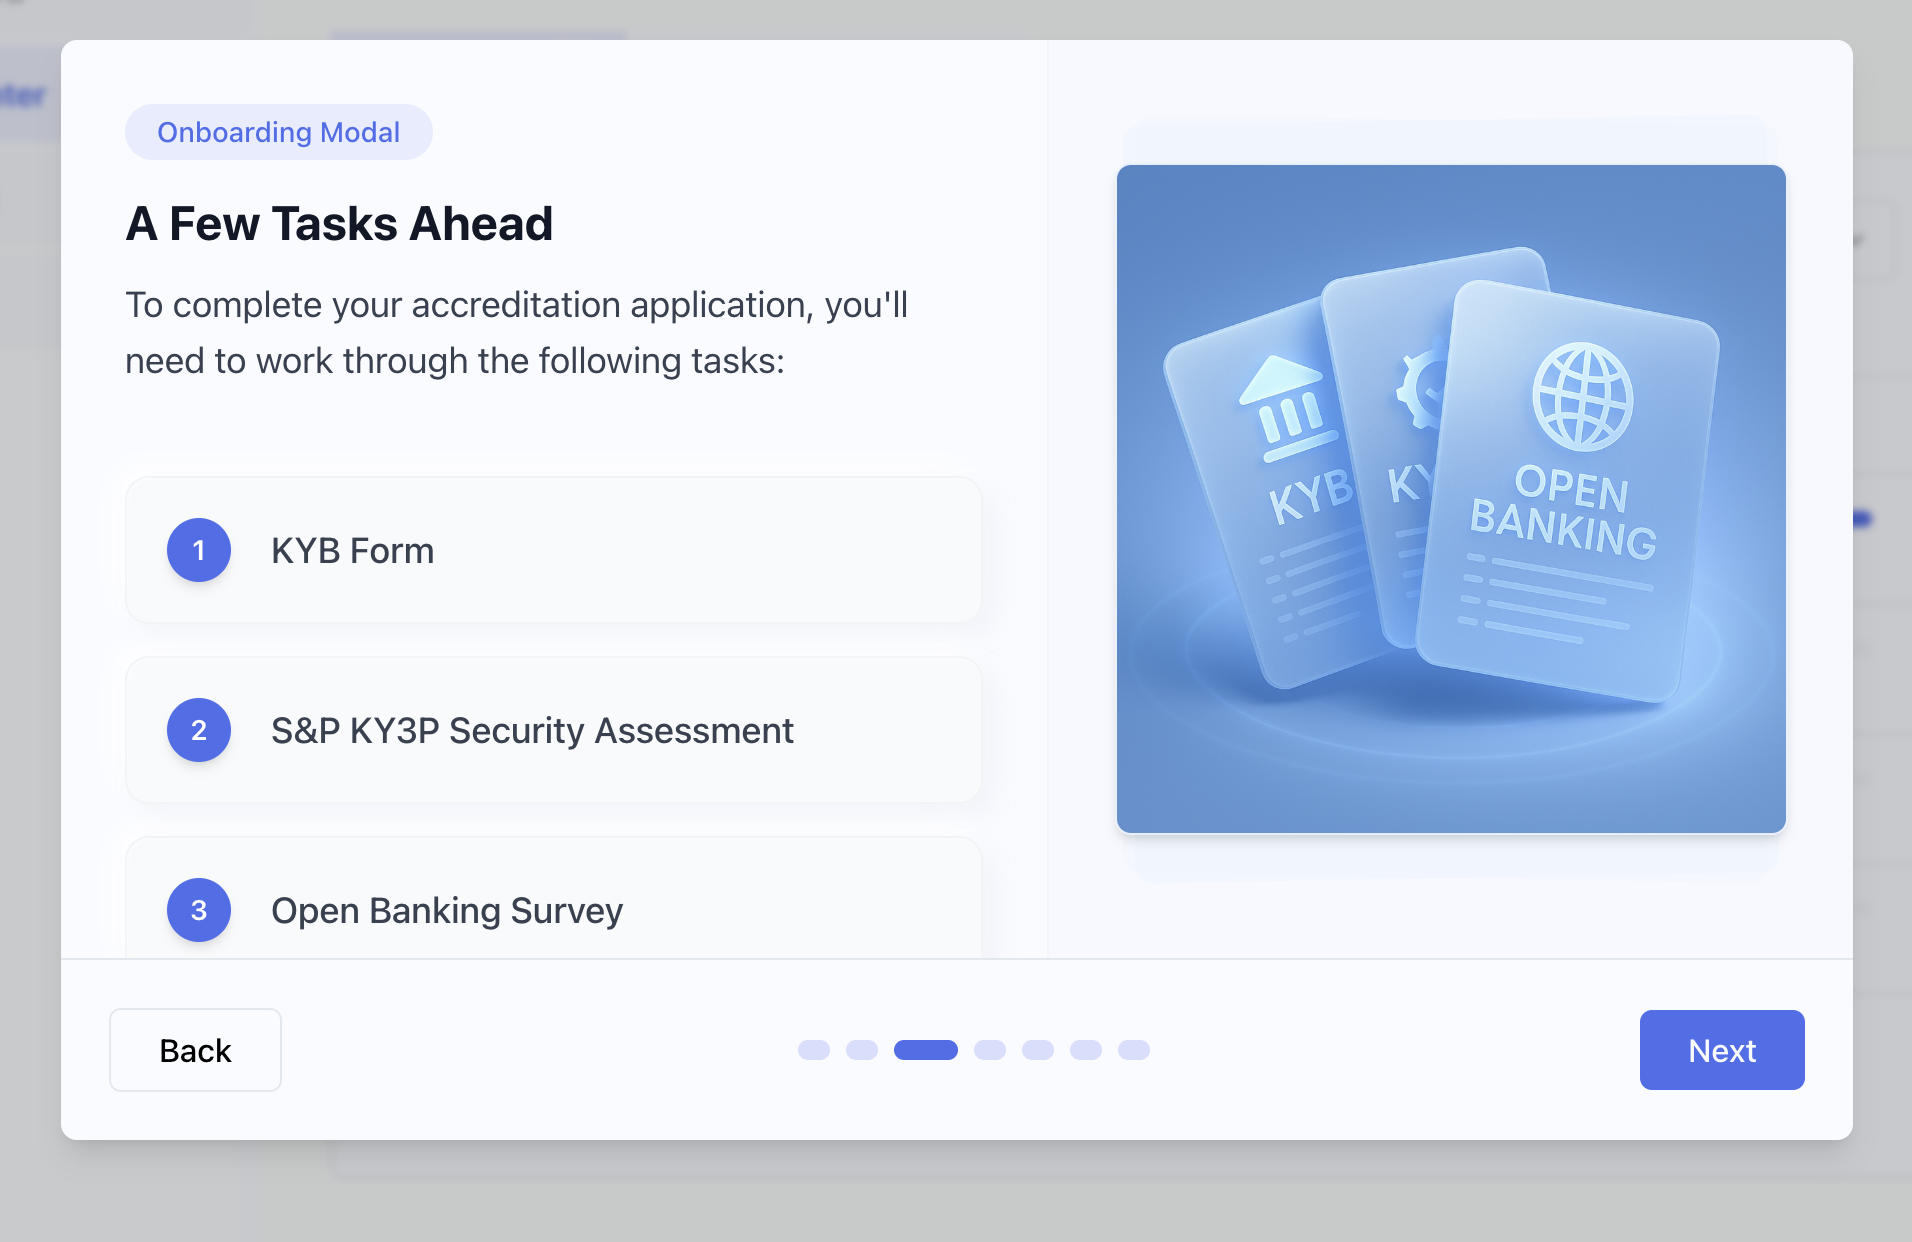 Onboarding Modal
A Few Tasks Ahead
To complete your accreditation application, you'll
need to work through the following tasks:
1 KYB Form
2 S&P KY3P Security Assessment
3 Open Banking Survey
KYB
KY
OPEN
BANKING
Back
Next